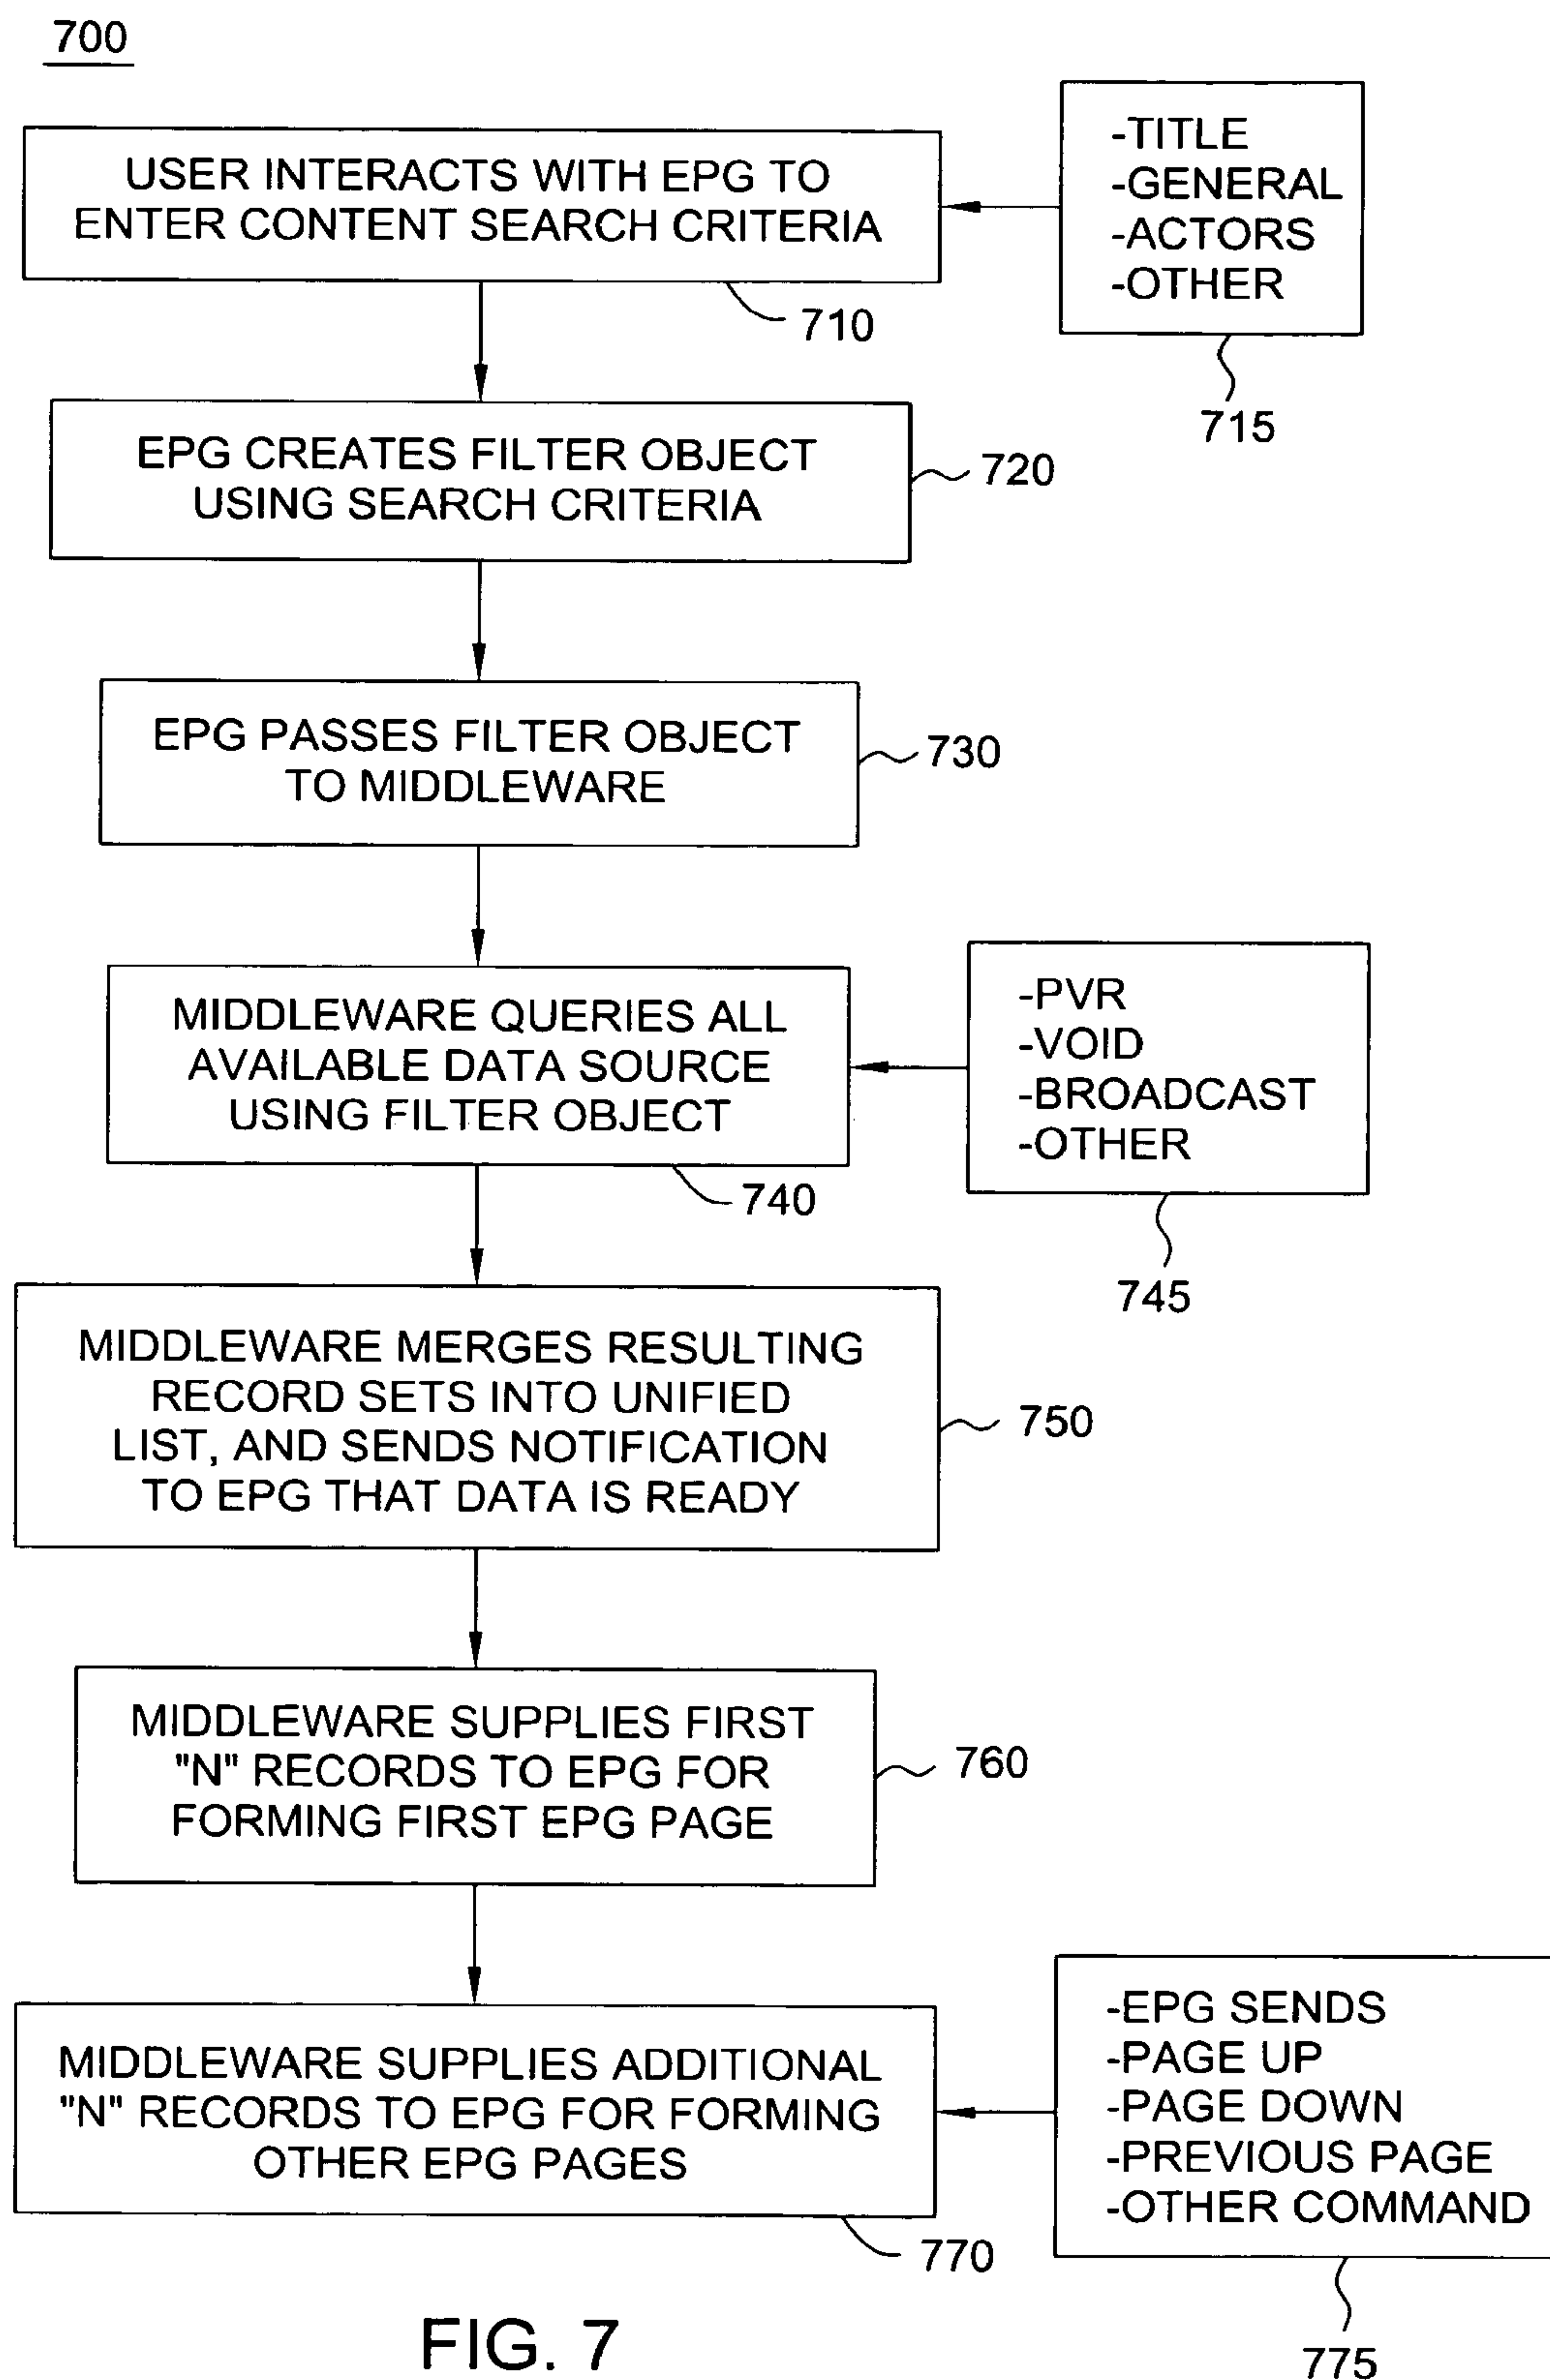 700
USER INTERACTS WITH EPG TO
ENTER CONTENT SEARCH CRITERIA
710
-TITLE
-GENERAL
-ACTORS
-OTHER
715
EPG CREATES FILTER OBJECT
USING SEARCH CRITERIA
720
EPG PASSES FILTER OBJECT
TO MIDDLEWARE
730
MIDDLEWARE QUERIES ALL
AVAILABLE DATA SOURCE
USING FILTER OBJECT
740
-PVR
-VOID
-BROADCAST
-OTHER
745
MIDDLEWARE MERGES RESULTING
RECORD SETS INTO UNIFIED
LIST, AND SENDS NOTIFICATION
TO EPG THAT DATA IS READY
750
MIDDLEWARE SUPPLIES FIRST
"N" RECORDS TO EPG FOR
FORMING FIRST EPG PAGE
760
MIDDLEWARE SUPPLIES ADDITIONAL
"N" RECORDS TO EPG FOR FORMING
OTHER EPG PAGES
770
-EPG SENDS
-PAGE UP
-PAGE DOWN
-PREVIOUS PAGE
-OTHER COMMAND
775
FIG. 7